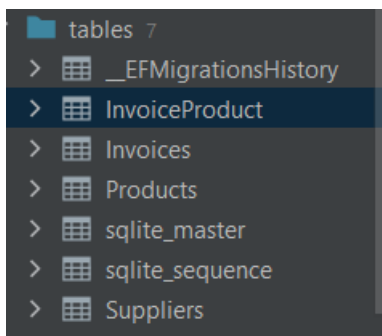 tables 7
__EFMigrationsHistory
InvoiceProduct
Invoices
Products
sqlite_master
sqlite_sequence
Suppliers